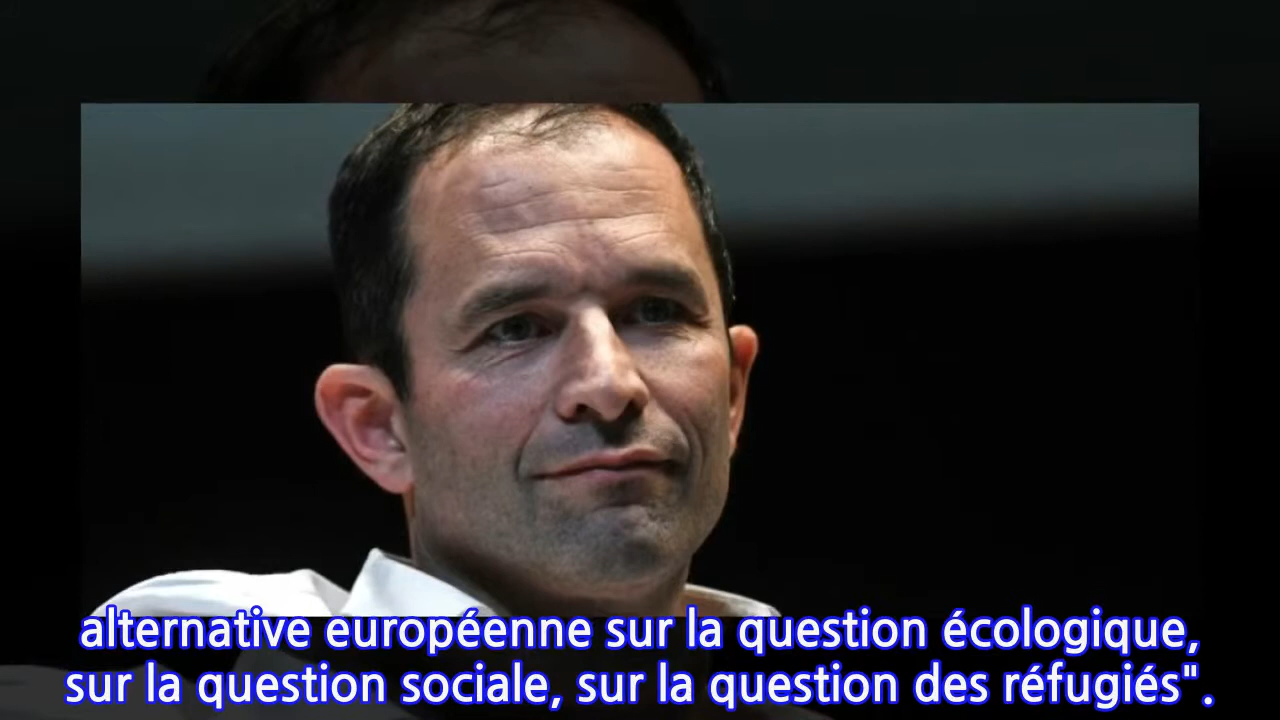 alternative européenne sur la question écologique,
sur la question sociale, sur la question des réfugiés".